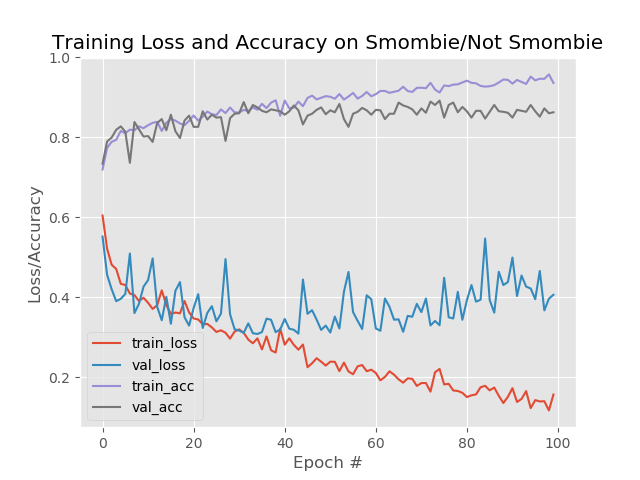 Training Loss and Accuracy on Smombie/Not Smombie
1.0
0.8
0.6
0.4
0.2
Loss/Accuracy
train_loss
val_loss
train_acc
val_acc
0 20 40 60 80 100
Epoch #